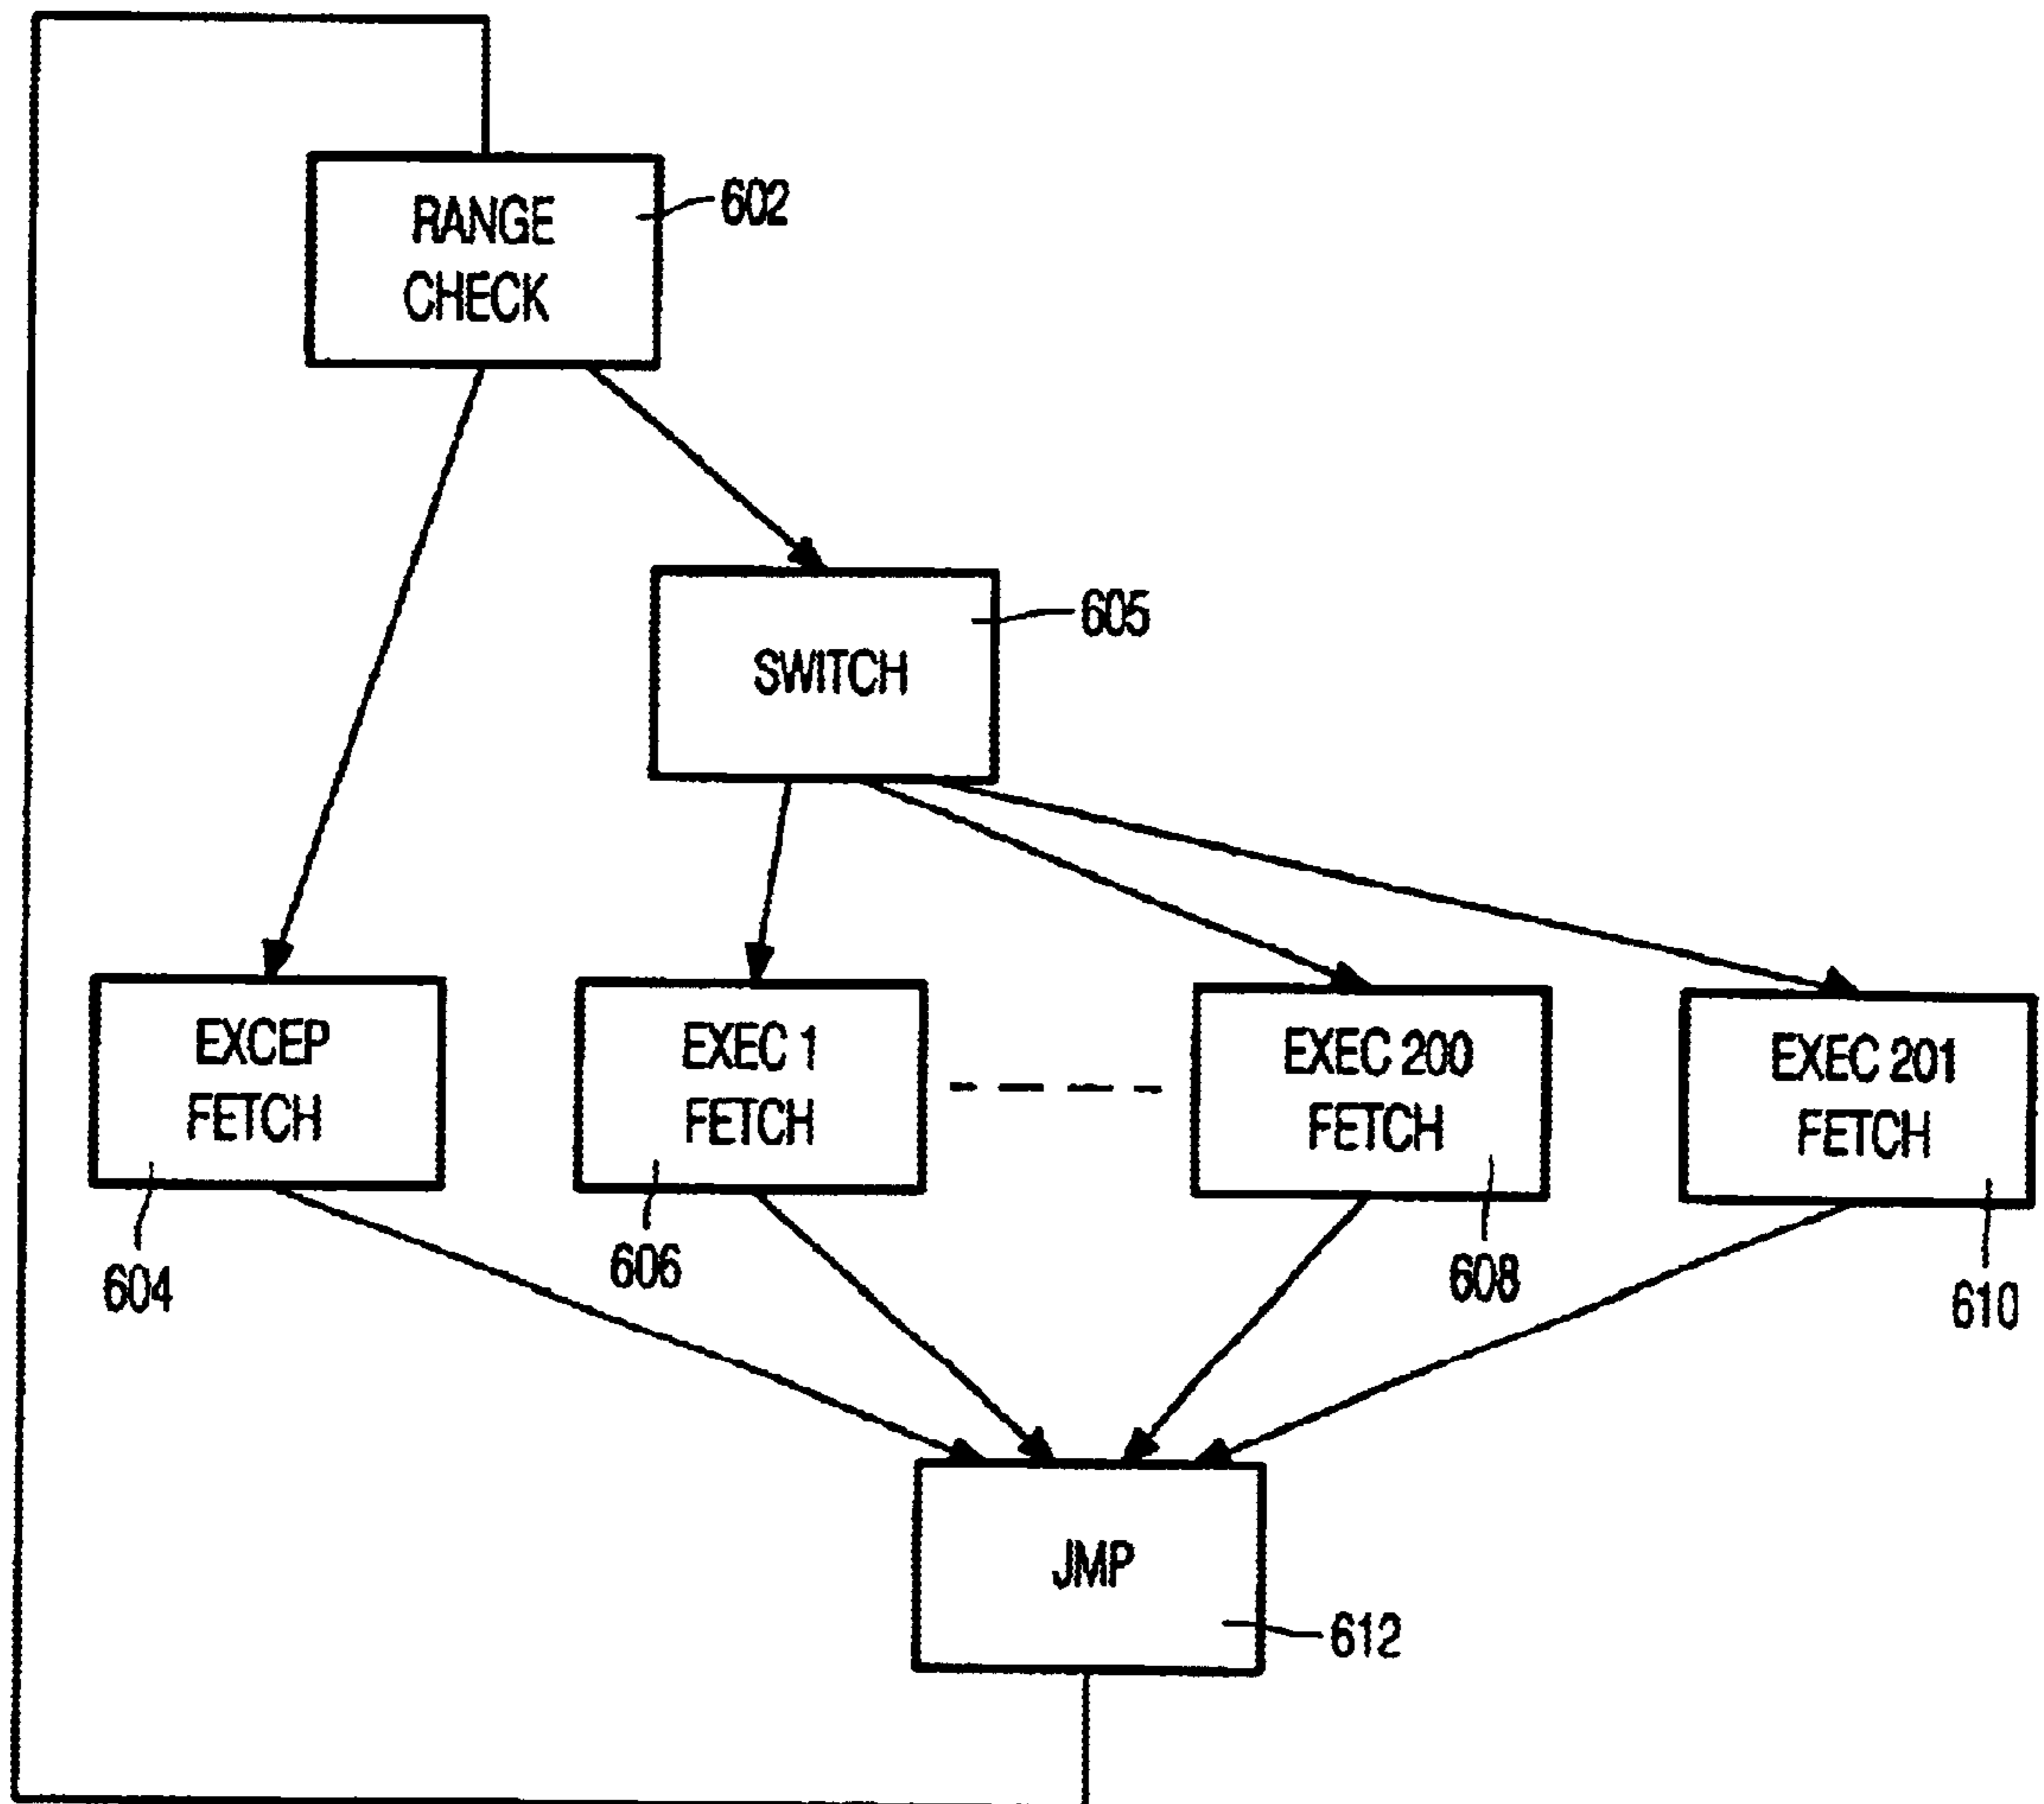 RANGE
CHECK
602
SWITCH
605
EXCEP
FETCH
604
EXEC 1
FETCH
606
EXEC 200
FETCH
608
EXEC 201
FETCH
610
JMP
612